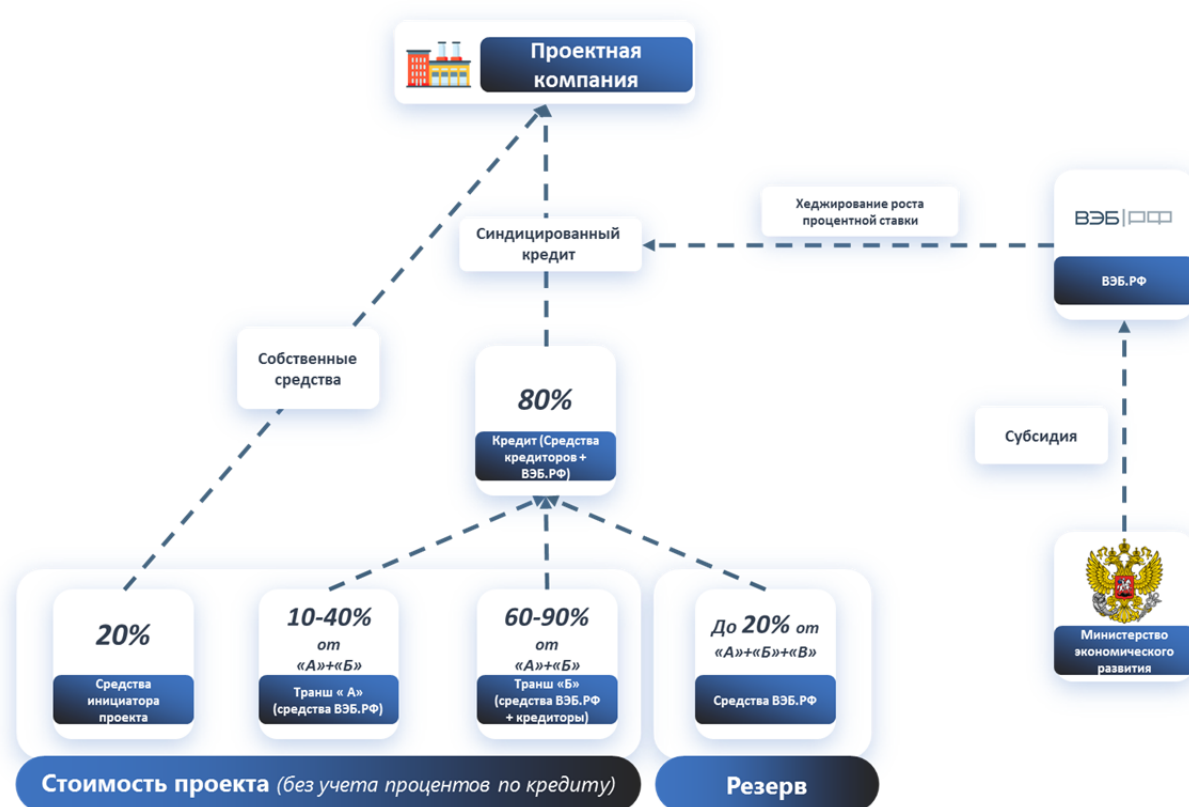 Проектная
компания
Хеджирование роста
процентной ставки
ВЭБ|РФ
Синдицированный
кредит
ВЭБ.РФ
Собственные
средства
80%
Кредит (Средства
кредиторов +
ВЭБ.РФ)
Субсидия
20%
Средства
инициатора
проекта
10-40%
от
«А»+«Б»
Транш « А»
(средства ВЭБ.РФ)
60-90%
от
«А»+«Б»
Транш «Б»
(средства ВЭБ.РФ
+ кредиторы)
До 20% от
«А»+«Б»+«В»
Средства ВЭБ.РФ
Министерство
экономического
развития
Стоимость проекта (без учета процентов по кредиту)
Резерв